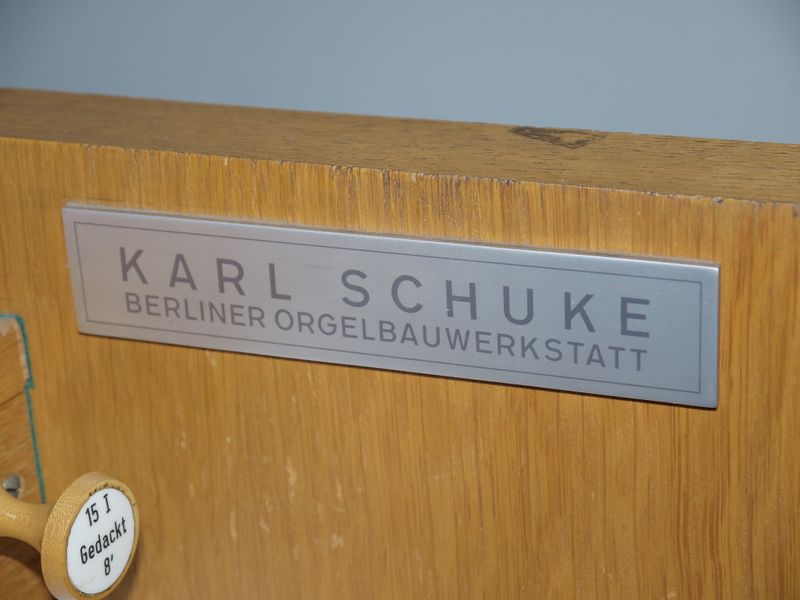 KARL SCHUKE
BERLINER ORGELBAUWERKSTATT
15 I
Gedackt
8'